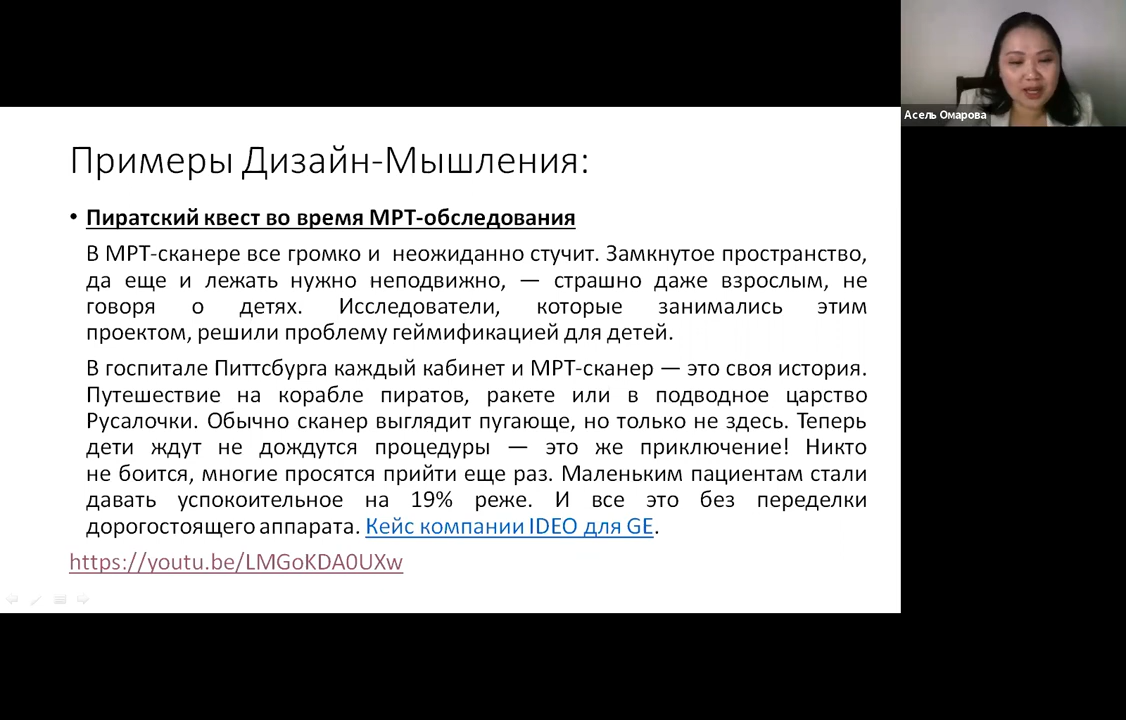 Асель Омарова
Примеры Дизайн-Мышления:
• Пиратский квест во время МРТ-обследования
В МРТ-сканере все громко и неожиданно стучит. Замкнутое пространство,
да еще и лежать нужно неподвижно, — страшно даже взрослым, не
говоря о детях. Исследователи, которые занимались этим
проектом, решили проблему геймификацией для детей.
В госпитале Питтсбурга каждый кабинет и МРТ-сканер — это своя история.
Путешествие на корабле пиратов, ракете или в подводное царство
Русалочки. Обычно сканер выглядит пугающе, но только не здесь. Теперь
дети ждут не дождутся процедуры — это же приключение! Никто
не боится, многие просятся прийти еще раз. Маленьким пациентам стали
давать успокоительное на 19% реже. И все это без переделки
дорогостоящего аппарата. Кейс компании IDEO для GE.
https://youtu.be/LMGoKDA0UXw